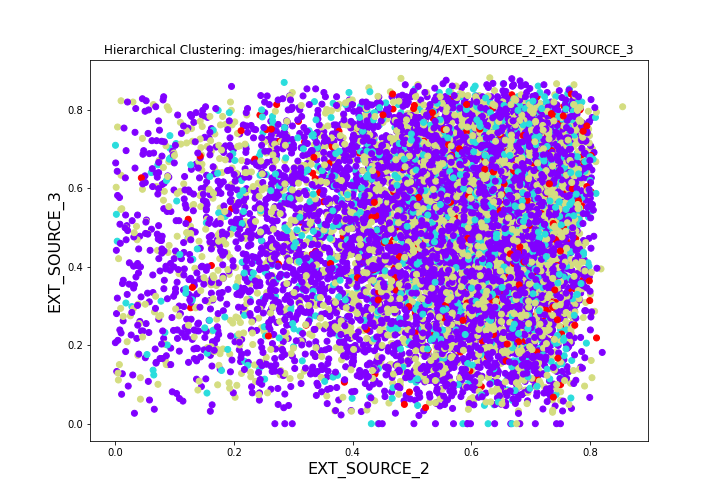 Hierarchical Clustering: images/hierarchicalClustering/4/EXT_SOURCE_2_EXT_SOURCE_3
0.8
0.6
0.4
0.2
0.0
EXT_SOURCE_3
0.0 0.2 0.4 0.6 0.8
EXT_SOURCE_2